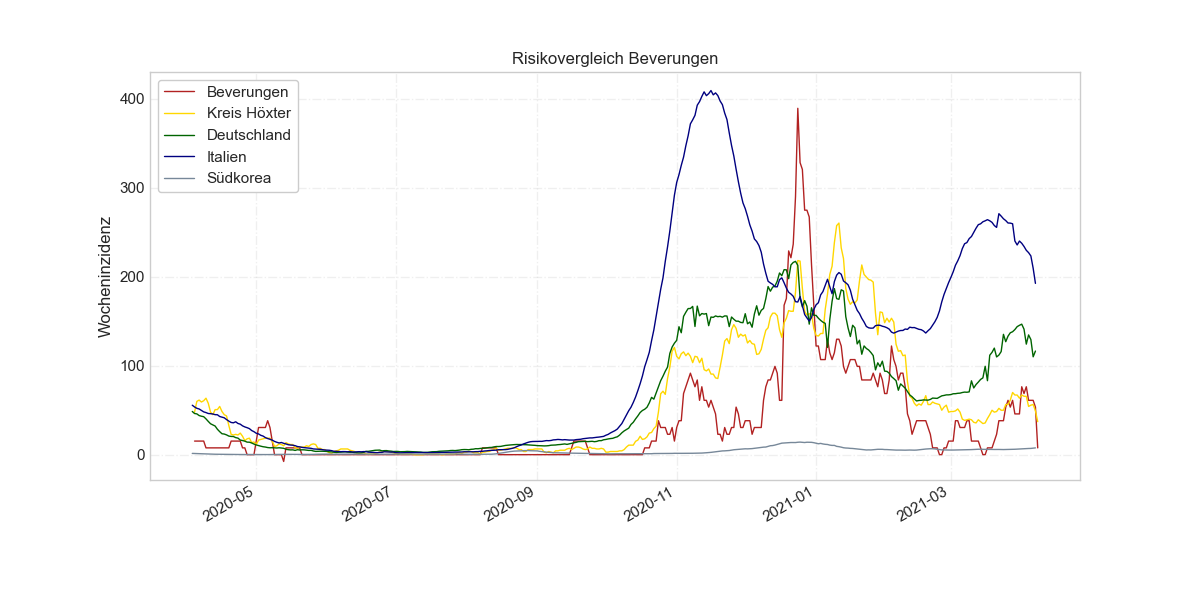 Risikovergleich Beverungen
Wocheninzidenz
400
300
200
100
0
Beverungen
Kreis Höxter
Deutschland
Italien
Südkorea
2020-05
2020-07
2020-09
2020-11
2021-01
2021-03